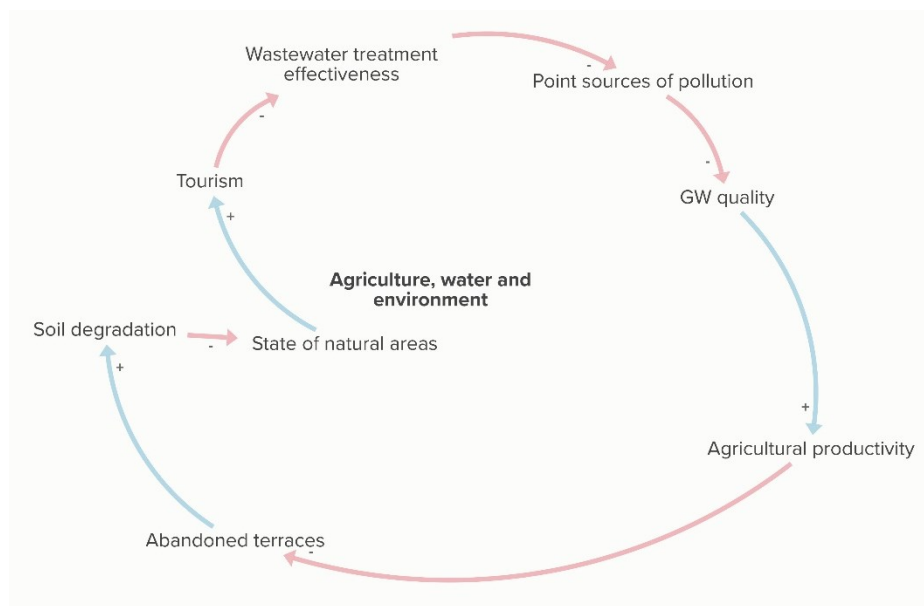 Wastewater treatment
effectiveness
-
Point sources of pollution
-
-
Tourism
GW quality
+
Agriculture, water and
environment
Soil degradation
-
State of natural areas
+
+
Agricultural productivity
Abandoned terraces
-